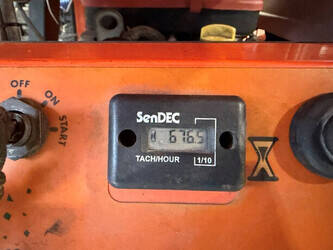 OFF
ON
START
SenDEC
676.5
TACH/HOUR
1/10